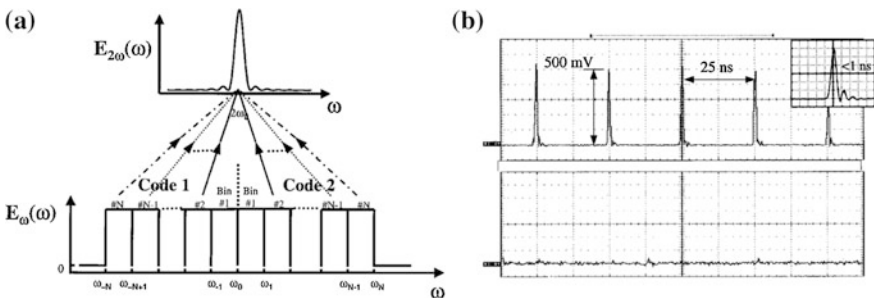 (a)
E2ω(ω)
ω
2ω0
Code 1
Code 2
Bin Bin
#N #N-1 #2 #1 #1 #2 #N-1 #N
Eω(ω)
0
ω-N ω-N+1 ω-1 ω0 ω1 ωN-1 ωN ω
(b)
500 mV
25 ns
<1 ns